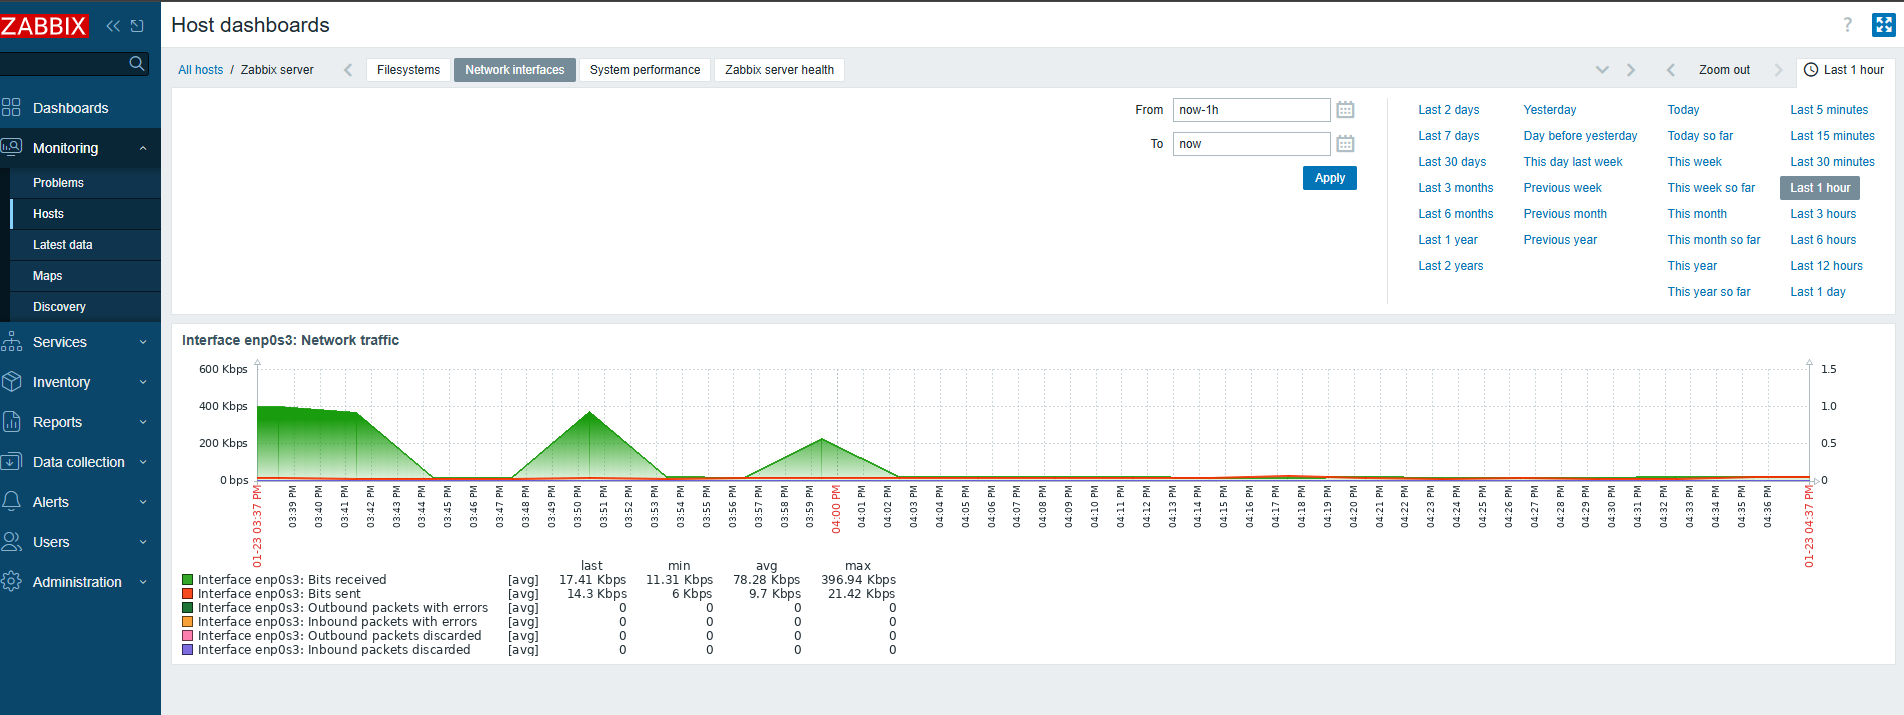 ZABBIX
Host dashboards
?
All hosts / Zabbix server
Filesystems
Network interfaces
System performance
Zabbix server health
Zoom out
Last 1 hour
Dashboards
Monitoring
Problems
Hosts
Latest data
Maps
Discovery
Services
Inventory
Reports
Data collection
Alerts
Users
Administration
From now-1h
To now
Apply
Last 2 days Yesterday Today Last 5 minutes
Last 7 days Day before yesterday Today so far Last 15 minutes
Last 30 days This day last week This week Last 30 minutes
Last 3 months Previous week This week so far Last 1 hour
Last 6 months Previous month This month Last 3 hours
Last 1 year Previous year This month so far Last 6 hours
Last 2 years This year Last 12 hours
This year so far Last 1 day
Interface enp0s3: Network traffic
600 Kbps 1.5
400 Kbps 1.0
200 Kbps 0.5
0 bps 0
01-23 03:37 PM
03:39 PM
03:40 PM
03:41 PM
03:42 PM
03:43 PM
03:44 PM
03:45 PM
03:46 PM
03:47 PM
03:48 PM
03:49 PM
03:50 PM
03:51 PM
03:52 PM
03:53 PM
03:54 PM
03:55 PM
03:56 PM
03:57 PM
03:58 PM
03:59 PM
04:00 PM
04:01 PM
04:02 PM
04:03 PM
04:04 PM
04:05 PM
04:06 PM
04:07 PM
04:08 PM
04:09 PM
04:10 PM
04:11 PM
04:12 PM
04:13 PM
04:14 PM
04:15 PM
04:16 PM
04:17 PM
04:18 PM
04:19 PM
04:20 PM
04:21 PM
04:22 PM
04:23 PM
04:24 PM
04:25 PM
04:26 PM
04:27 PM
04:28 PM
04:29 PM
04:30 PM
04:31 PM
04:32 PM
04:33 PM
04:34 PM
04:35 PM
04:36 PM
01-23 04:37 PM
last min avg max
Interface enp0s3: Bits received [avg] 17.41 Kbps 11.31 Kbps 78.28 Kbps 396.94 Kbps
Interface enp0s3: Bits sent [avg] 14.3 Kbps 6 Kbps 9.7 Kbps 21.42 Kbps
Interface enp0s3: Outbound packets with errors [avg] 0 0 0 0
Interface enp0s3: Inbound packets with errors [avg] 0 0 0 0
Interface enp0s3: Outbound packets discarded [avg] 0 0 0 0
Interface enp0s3: Inbound packets discarded [avg] 0 0 0 0